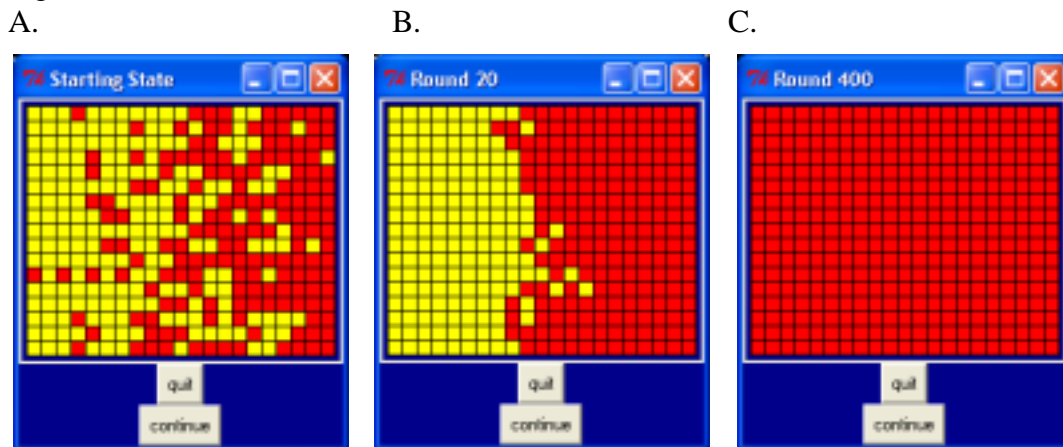 A. B. C.
Starting State Round 20 Round 400
quit quit quit
continue continue continue